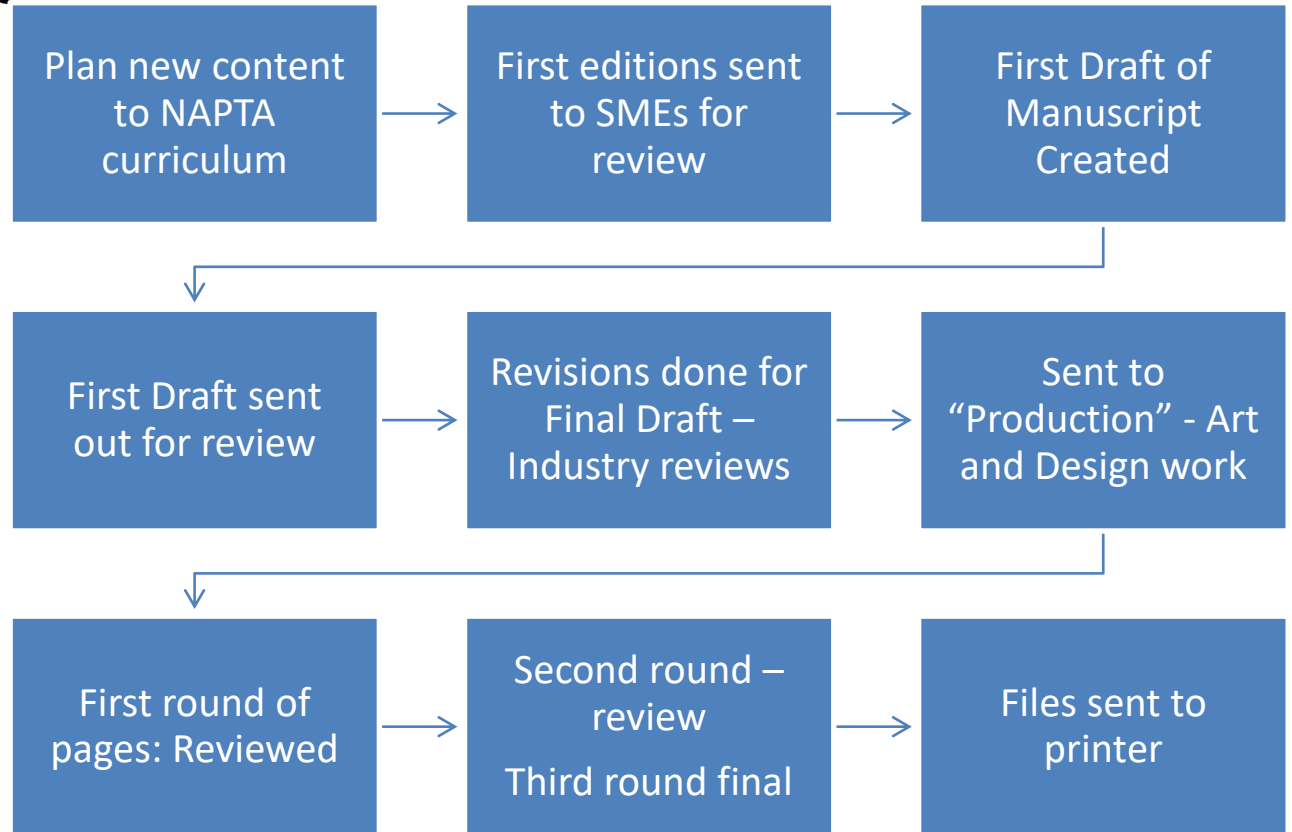 Plan new content
to NAPTA
curriculum
First editions sent
to SMEs for
review
First Draft of
Manuscript
Created
First Draft sent
out for review
Revisions done for
Final Draft –
Industry reviews
Sent to
“Production” - Art
and Design work
First round of
pages: Reviewed
Second round –
review
Third round final
Files sent to
printer